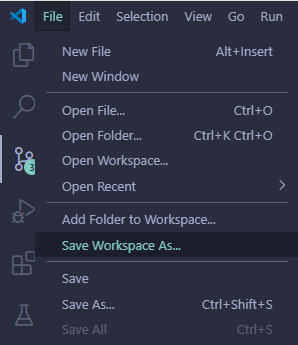 File Edit Selection View Go Run
New File Alt+Insert
New Window
Open File... Ctrl+O
Open Folder... Ctrl+K Ctrl+O
Open Workspace...
Open Recent
3
Add Folder to Workspace...
Save Workspace As...
Save
Save As... Ctrl+Shift+S
Save All Ctrl+S